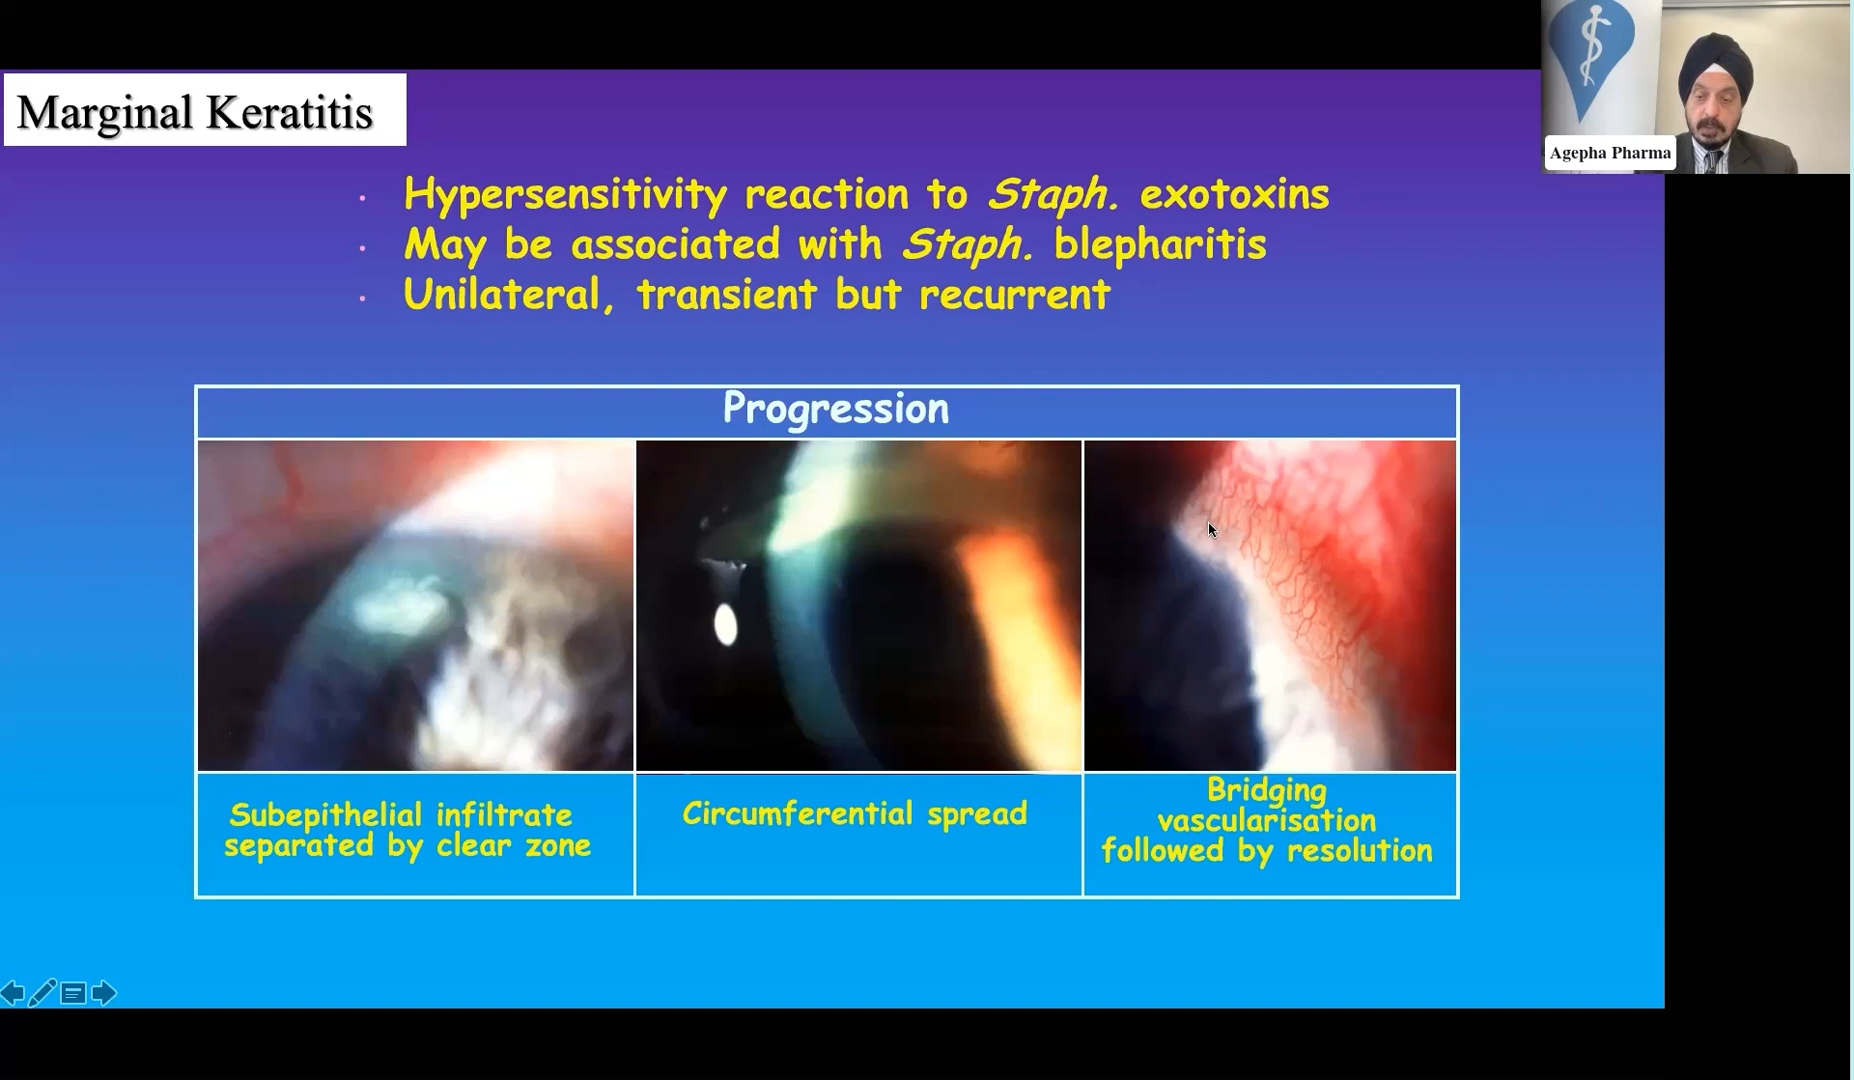 Marginal Keratitis
Agepha Pharma
· Hypersensitivity reaction to Staph. exotoxins
· May be associated with Staph. blepharitis
· Unilateral, transient but recurrent
Progression
Subepithelial infiltrate
separated by clear zone
Circumferential spread
Bridging
vascularisation
followed by resolution